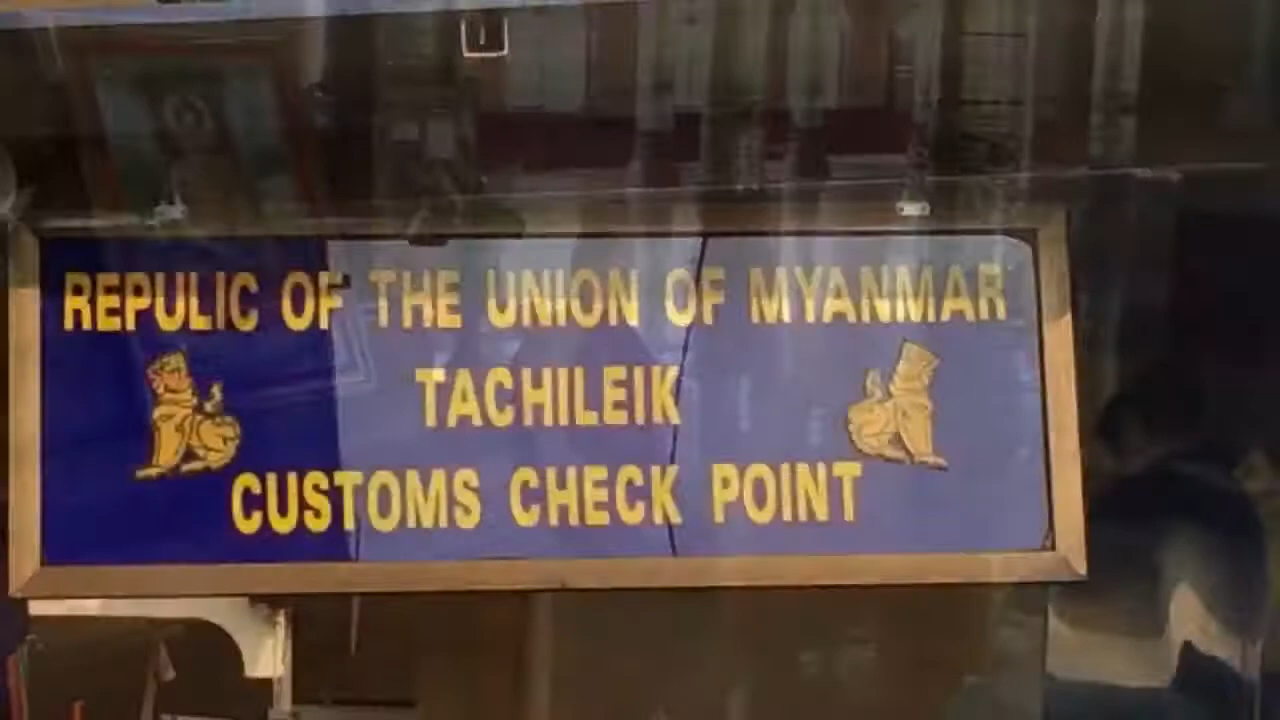 REPULIC OF THE UNION OF MYANMAR
TACHILEIK
CUSTOMS CHECK POINT